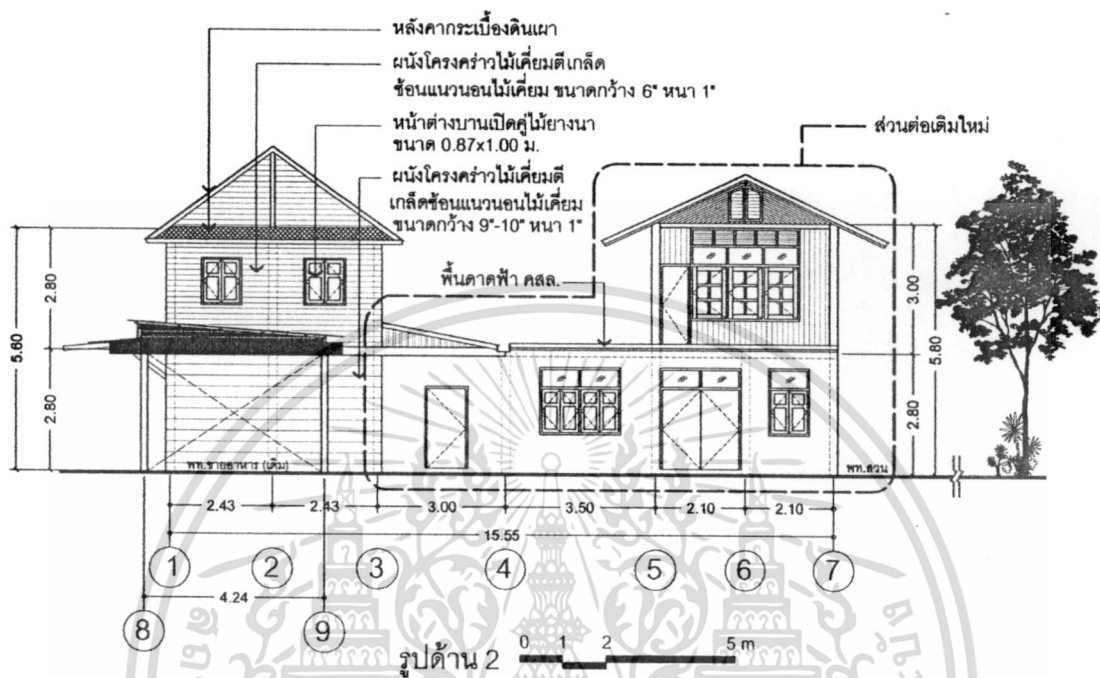 หลังคากระเบื้องดินเผา
ผนังโครงคร่าวไม้เคี่ยมตีเกล็ด
ซ้อนแนวนอนไม้เคี่ยม ขนาดกว้าง 6" หนา 1"
หน้าต่างบานเปิดคู่ไม้ยางนา
ขนาด 0.87x1.00 ม.
ผนังโครงคร่าวไม้เคี่ยมตี
เกล็ดซ้อนแนวนอนไม้เคี่ยม
ขนาดกว้าง 9"-10" หนา 1"
ส่วนต่อเติมใหม่
พื้นดาดฟ้า คสล.
2.80
5.60
2.80
3.00
5.80
2.80
พท.ขายอาหาร (เดิม)
พท.สวน
2.43 2.43 3.00 3.50 2.10 2.10
15.55
1 2 3 4 5 6 7
4.24
8 9
รูปด้าน 2
0 1 2 5 m